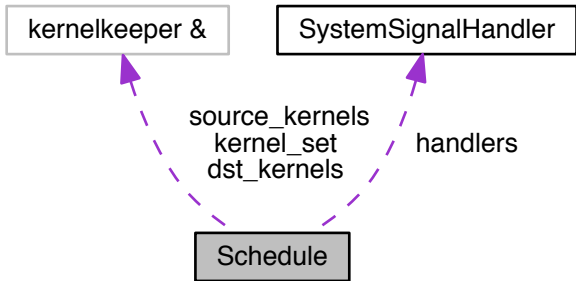 kernelkeeper &
SystemSignalHandler
source_kernels
kernel_set
dst_kernels
handlers
Schedule